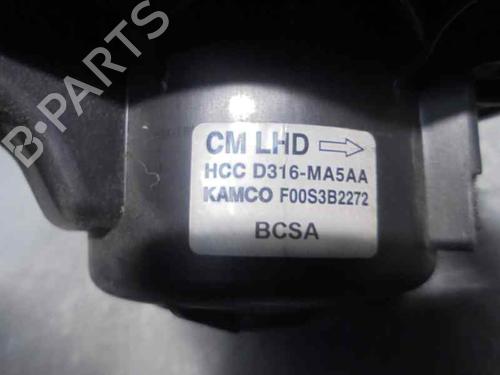 B-PARTS
CM LHD
HCC D316-MA5AA
KAMCO F00S3B2272
BCSA